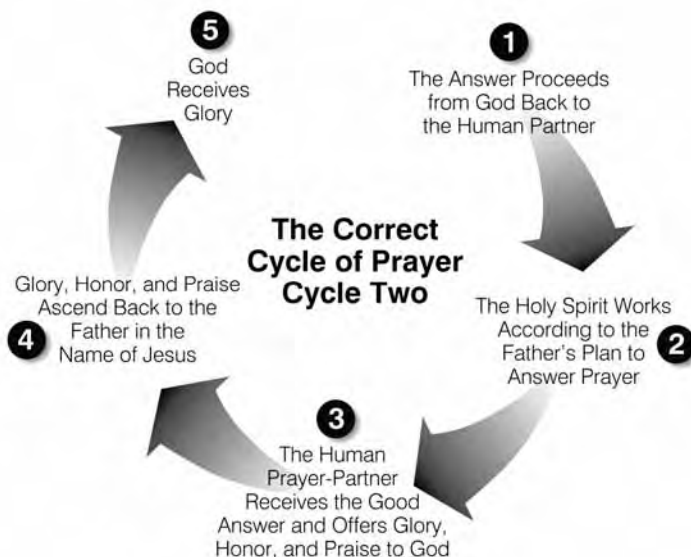 The Correct
Cycle of Prayer
Cycle Two
1
The Answer Proceeds
from God Back to
the Human Partner
2
The Holy Spirit Works
According to the
Father's Plan to
Answer Prayer
3
The Human
Prayer-Partner
Receives the Good
Answer and Offers Glory,
Honor, and Praise to God
4
Glory, Honor, and Praise
Ascend Back to the
Father in the
Name of Jesus
5
God
Receives
Glory